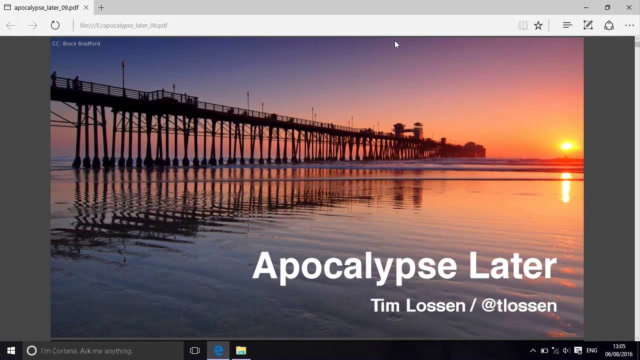 apocalypse_later_09.pdf
file:///E:/apocalypse_later_09.pdf
CC: Bryce Bradford
Apocalypse Later
Tim Lossen / @tlossen
I'm Cortana. Ask me anything.
ENG
13:05
06/08/2016